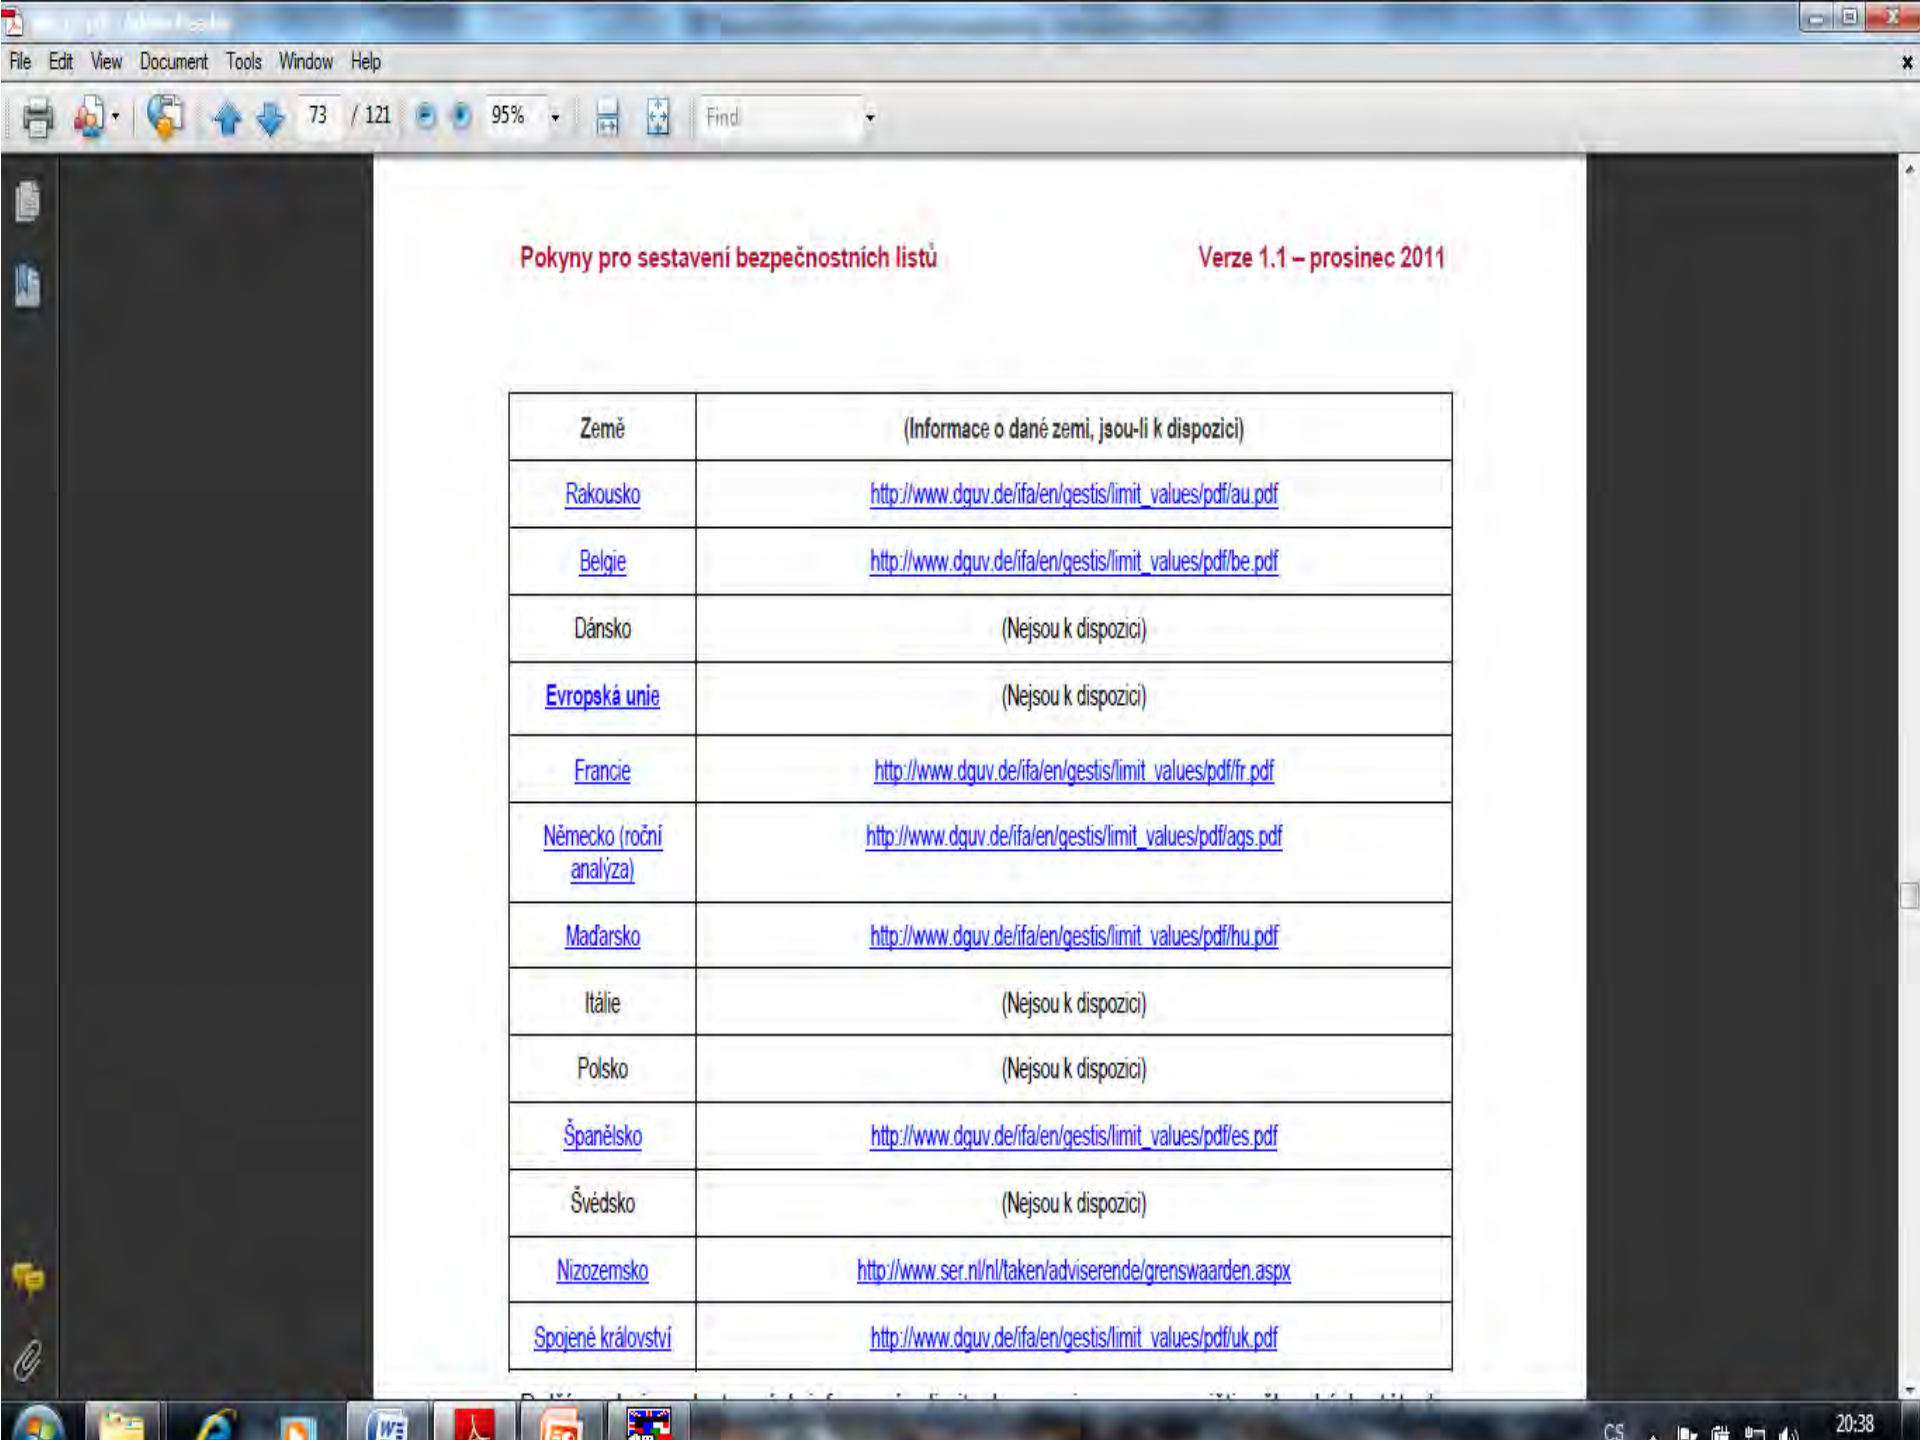 File Edit View Document Tools Window Help
73 / 121 95% Find
Pokyny pro sestavení bezpečnostních listů Verze 1.1 – prosinec 2011
Země (Informace o dané zemi, jsou-li k dispozici)
Rakousko http://www.dguv.de/ifa/en/gestis/limit_values/pdf/au.pdf
Belgie http://www.dguv.de/ifa/en/gestis/limit_values/pdf/be.pdf
Dánsko (Nejsou k dispozici)
Evropská unie (Nejsou k dispozici)
Francie http://www.dguv.de/ifa/en/gestis/limit_values/pdf/fr.pdf
Německo (roční http://www.dguv.de/ifa/en/gestis/limit_values/pdf/ags.pdf
analýza)
Maďarsko http://www.dguv.de/ifa/en/gestis/limit_values/pdf/hu.pdf
Itálie (Nejsou k dispozici)
Polsko (Nejsou k dispozici)
Španělsko http://www.dguv.de/ifa/en/gestis/limit_values/pdf/es.pdf
Švédsko (Nejsou k dispozici)
Nizozemsko http://www.ser.nl/nl/taken/adviserende/grenswaarden.aspx
Spojené království http://www.dguv.de/ifa/en/gestis/limit_values/pdf/uk.pdf
CS 20:38